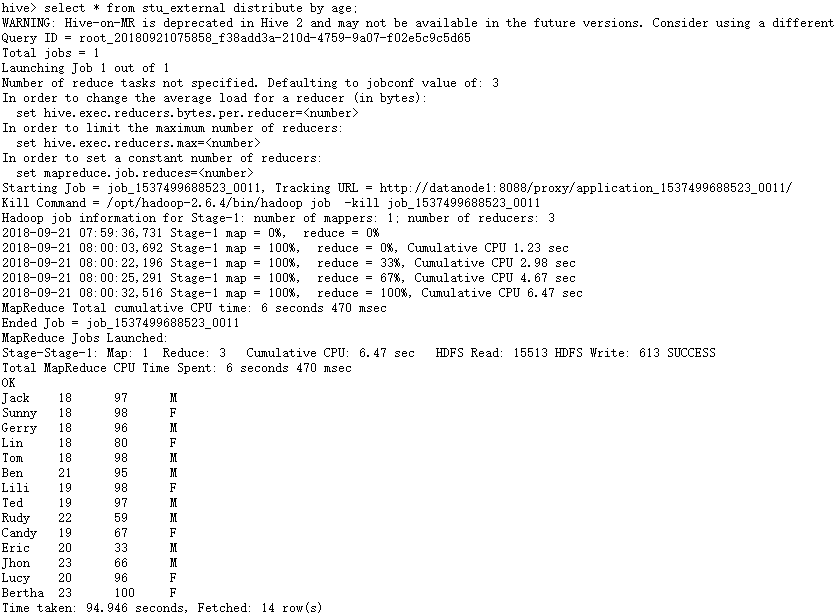 hive> select * from stu_external distribute by age;
WARNING: Hive-on-MR is deprecated in Hive 2 and may not be available in the future versions. Consider using a different
Query ID = root_20180921075858_f38add3a-210d-4759-9a07-f02e5c9c5d65
Total jobs = 1
Launching Job 1 out of 1
Number of reduce tasks not specified. Defaulting to jobconf value of: 3
In order to change the average load for a reducer (in bytes):
  set hive.exec.reducers.bytes.per.reducer=<number>
In order to limit the maximum number of reducers:
  set hive.exec.reducers.max=<number>
In order to set a constant number of reducers:
  set mapreduce.job.reduces=<number>
Starting Job = job_1537499688523_0011, Tracking URL = http://datanode1:8088/proxy/application_1537499688523_0011/
Kill Command = /opt/hadoop-2.6.4/bin/hadoop job  -kill job_1537499688523_0011
Hadoop job information for Stage-1: number of mappers: 1; number of reducers: 3
2018-09-21 07:59:36,731 Stage-1 map = 0%,  reduce = 0%
2018-09-21 08:00:03,692 Stage-1 map = 100%,  reduce = 0%, Cumulative CPU 1.23 sec
2018-09-21 08:00:22,196 Stage-1 map = 100%,  reduce = 33%, Cumulative CPU 2.98 sec
2018-09-21 08:00:25,291 Stage-1 map = 100%,  reduce = 67%, Cumulative CPU 4.67 sec
2018-09-21 08:00:32,516 Stage-1 map = 100%,  reduce = 100%, Cumulative CPU 6.47 sec
MapReduce Total cumulative CPU time: 6 seconds 470 msec
Ended Job = job_1537499688523_0011
MapReduce Jobs Launched:
Stage-Stage-1: Map: 1  Reduce: 3   Cumulative CPU: 6.47 sec   HDFS Read: 15513 HDFS Write: 613 SUCCESS
Total MapReduce CPU Time Spent: 6 seconds 470 msec
OK
Jack	18	97	M
Sunny	18	98	F
Gerry	18	96	M
Lin	18	80	F
Tom	18	98	M
Ben	21	95	M
Lili	19	98	F
Ted	19	97	M
Rudy	22	59	M
Candy	19	67	F
Eric	20	33	M
Jhon	23	66	M
Lucy	20	96	F
Bertha	23	100	F
Time taken: 94.946 seconds, Fetched: 14 row(s)